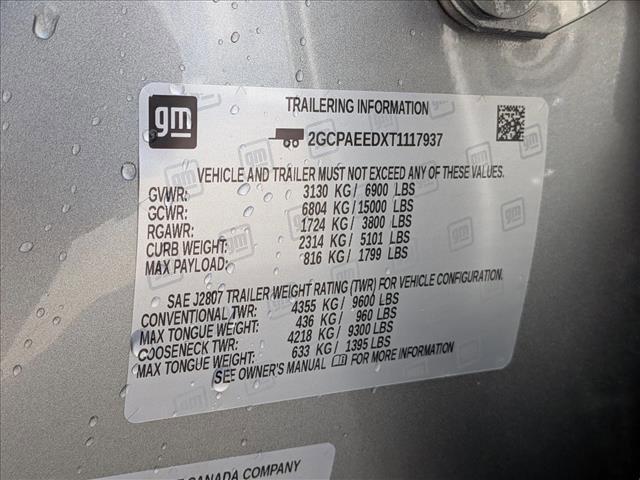 gm
TRAILERING INFORMATION
2GCPAEEDXT1117937
VEHICLE AND TRAILER MUST NOT EXCEED ANY OF THESE VALUES.
GVWR: 3130 KG/ 6900 LBS
GCWR: 6804 KG/15000 LBS
RGAWR: 1724 KG/ 3800 LBS
CURB WEIGHT: 2314 KG/ 5101 LBS
MAX PAYLOAD: 816 KG/ 1799 LBS
SAE J2807 TRAILER WEIGHT RATING (TWR) FOR VEHICLE CONFIGURATION.
CONVENTIONAL TWR: 4355 KG/ 9600 LBS
MAX TONGUE WEIGHT: 436 KG/ 960 LBS
GOOSENECK TWR: 4218 KG/ 9300 LBS
MAX TONGUE WEIGHT: 633 KG/ 1395 LBS
SEE OWNER'S MANUAL FOR MORE INFORMATION
CANADA COMPANY